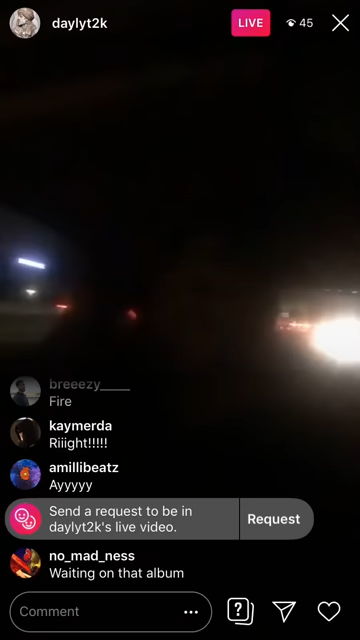 daylyt2k
LIVE
45
breeezy_____
Fire
kaymerda
Riiight!!!!!
amillibeatz
Ayyyyy
Send a request to be in
daylyt2k's live video.
Request
no_mad_ness
Waiting on that album
Comment